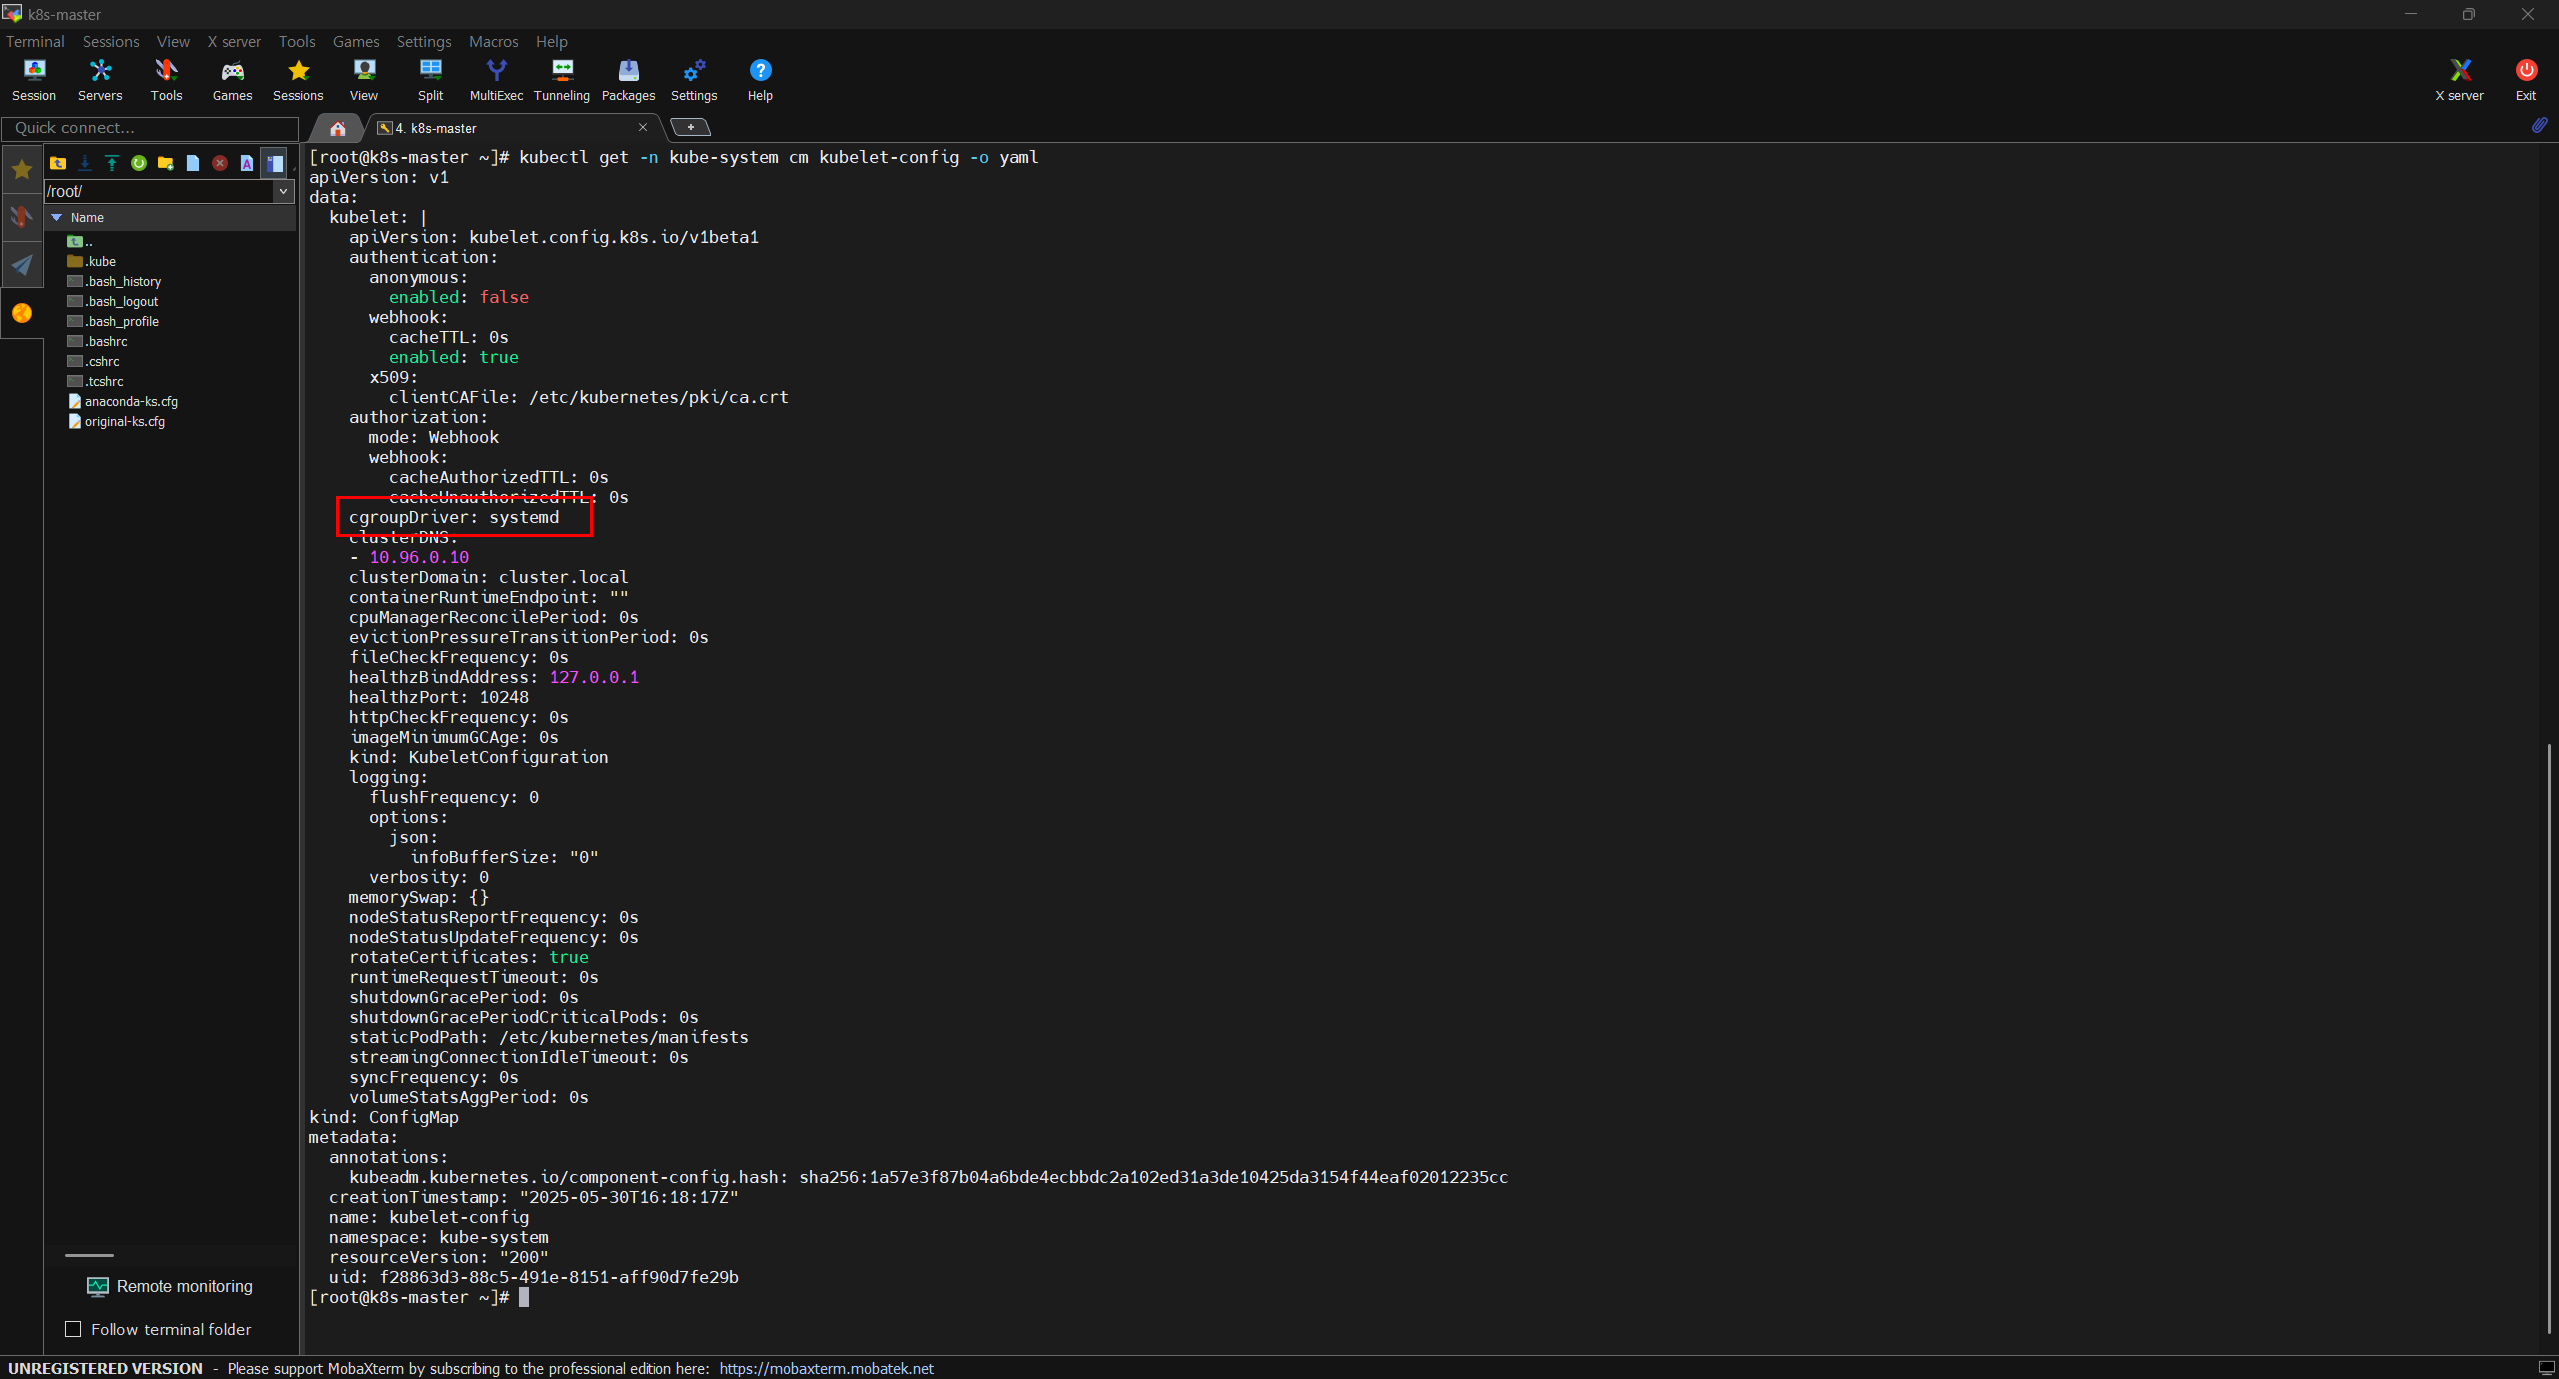 k8s-master
Terminal Sessions View X server Tools Games Settings Macros Help
Session Servers Tools Games Sessions View Split MultiExec Tunneling Packages Settings Help X server Exit
Quick connect...
4. k8s-master
/root/
Name
..
.kube
.bash_history
.bash_logout
.bash_profile
.bashrc
.cshrc
.tcshrc
anaconda-ks.cfg
original-ks.cfg
Remote monitoring
Follow terminal folder
[root@k8s-master ~]# kubectl get -n kube-system cm kubelet-config -o yaml
apiVersion: v1
data:
  kubelet: |
    apiVersion: kubelet.config.k8s.io/v1beta1
    authentication:
      anonymous:
        enabled: false
      webhook:
        cacheTTL: 0s
        enabled: true
      x509:
        clientCAFile: /etc/kubernetes/pki/ca.crt
    authorization:
      mode: Webhook
      webhook:
        cacheAuthorizedTTL: 0s
        cacheUnauthorizedTTL: 0s
    cgroupDriver: systemd
    clusterDNS:
    - 10.96.0.10
    clusterDomain: cluster.local
    containerRuntimeEndpoint: ""
    cpuManagerReconcilePeriod: 0s
    evictionPressureTransitionPeriod: 0s
    fileCheckFrequency: 0s
    healthzBindAddress: 127.0.0.1
    healthzPort: 10248
    httpCheckFrequency: 0s
    imageMinimumGCAge: 0s
    kind: KubeletConfiguration
    logging:
      flushFrequency: 0
      options:
        json:
          infoBufferSize: "0"
      verbosity: 0
    memorySwap: {}
    nodeStatusReportFrequency: 0s
    nodeStatusUpdateFrequency: 0s
    rotateCertificates: true
    runtimeRequestTimeout: 0s
    shutdownGracePeriod: 0s
    shutdownGracePeriodCriticalPods: 0s
    staticPodPath: /etc/kubernetes/manifests
    streamingConnectionIdleTimeout: 0s
    syncFrequency: 0s
    volumeStatsAggPeriod: 0s
kind: ConfigMap
metadata:
  annotations:
    kubeadm.kubernetes.io/component-config.hash: sha256:1a57e3f87b04a6bde4ecbbdc2a102ed31a3de10425da3154f44eaf02012235cc
  creationTimestamp: "2025-05-30T16:18:17Z"
  name: kubelet-config
  namespace: kube-system
  resourceVersion: "200"
  uid: f28863d3-88c5-491e-8151-aff90d7fe29b
[root@k8s-master ~]#
UNREGISTERED VERSION - Please support MobaXterm by subscribing to the professional edition here: https://mobaxterm.mobatek.net